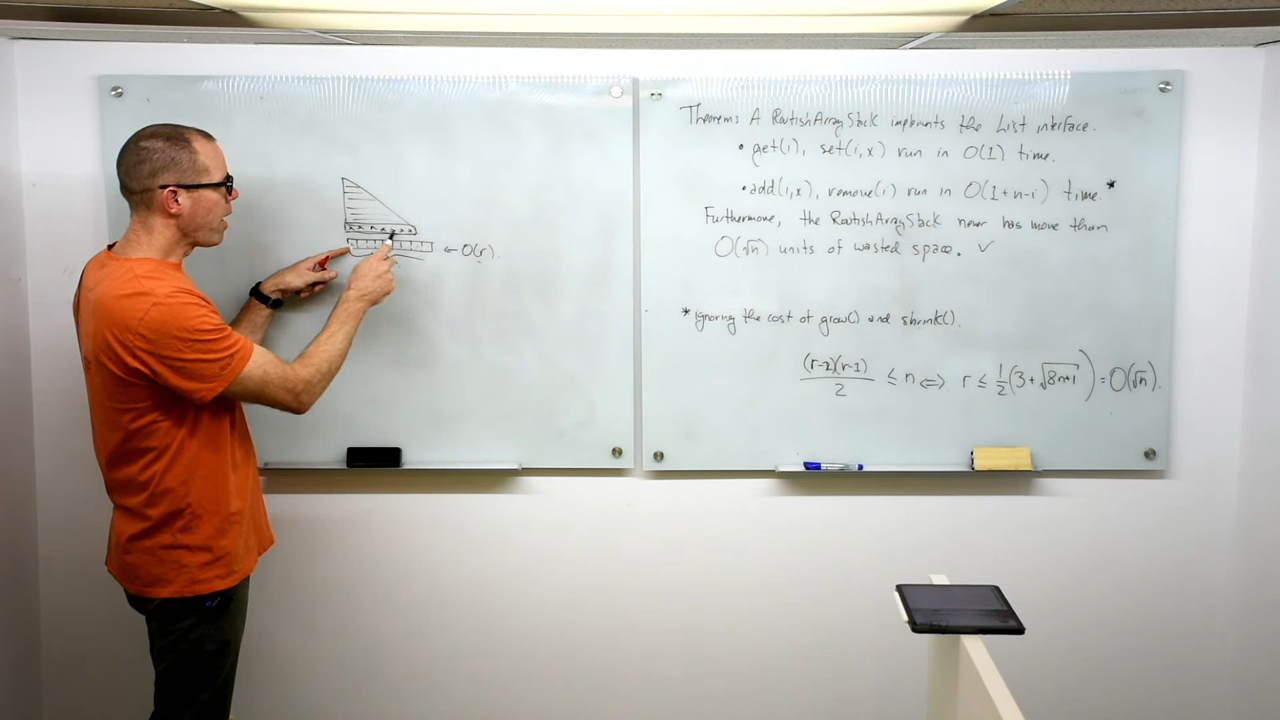 ← O(r).
Theorem: A RootishArrayStack implements the List interface.
• get(i), set(i,x) run in O(1) time.
• add(i,x), remove(i) run in O(1+n-i) time.*
Furthermore, the RootishArrayStack never has more than
O(√n) units of wasted space. ✓
* Ignoring the cost of grow() and shrink().
(r-2)(r-1)/2 ≤ n ⟺ r ≤ 1/2(3+√8n+1) = O(√n).